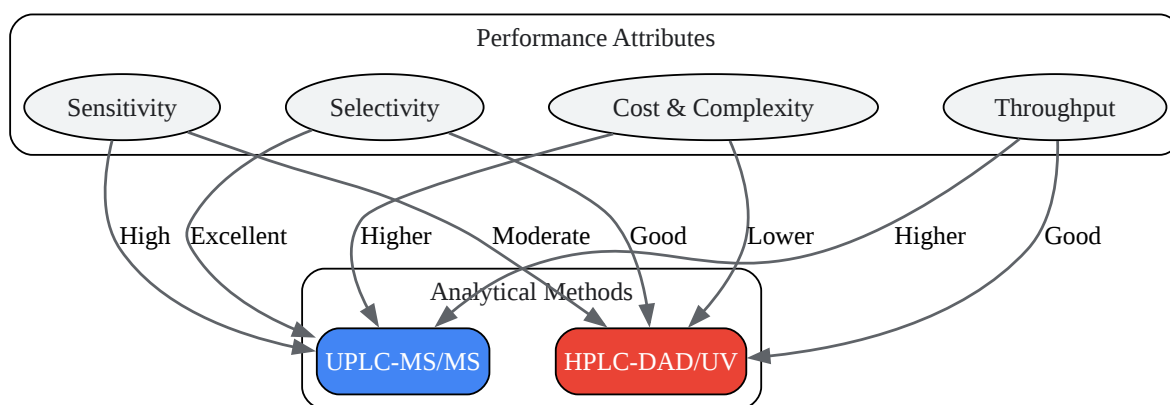 Performance Attributes
Sensitivity
Selectivity
Cost & Complexity
Throughput
High
Excellent
Higher
Moderate
Good
Lower
Higher
Good
Analytical Methods
UPLC-MS/MS
HPLC-DAD/UV